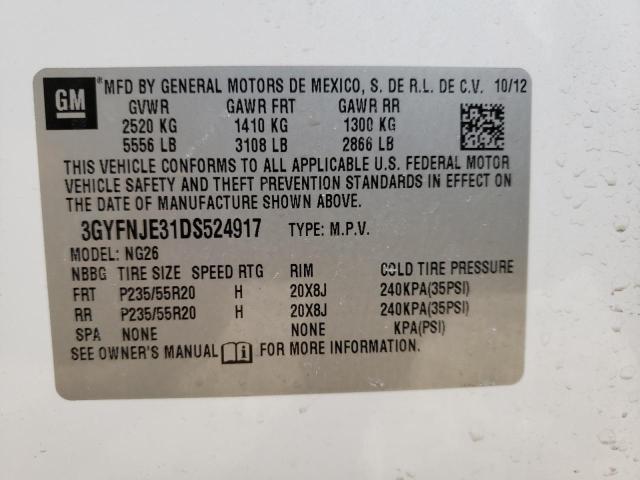 GM *MFD BY GENERAL MOTORS DE MEXICO, S. DE R.L. DE C.V. 10/12
GVWR GAWR FRT GAWR RR
2520 KG 1410 KG 1300 KG
5556 LB 3108 LB 2866 LB
THIS VEHICLE CONFORMS TO ALL APPLICABLE U.S. FEDERAL MOTOR
VEHICLE SAFETY AND THEFT PREVENTION STANDARDS IN EFFECT ON
THE DATE OF MANUFACTURE SHOWN ABOVE.
3GYFNJE31DS524917 TYPE: M.P.V.
MODEL: NG26
NBBG TIRE SIZE SPEED RTG RIM COLD TIRE PRESSURE
FRT P235/55R20 H 20X8J 240KPA(35PSI)
RR P235/55R20 H 20X8J 240KPA(35PSI)
SPA NONE NONE KPA(PSI)
SEE OWNER'S MANUAL i FOR MORE INFORMATION.